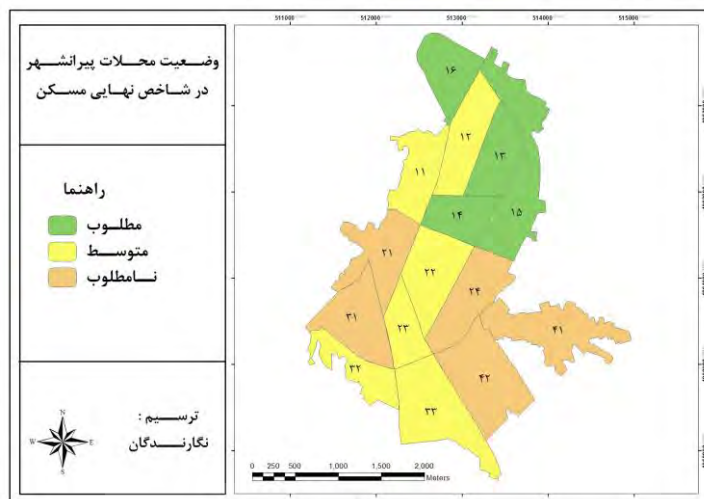 وضعیت محلات پیرانشهر
در شاخص نهایی مسکن
راهنما
مطلوب
متوسط
نامطلوب
ترسیم :
نگارندگان
N
W E
S
511000 512000 513000 514000 515000
۱۶
۱۲
۱۳
۱۱
۱۴ ۱۵
۲۱
۲۲
۲۴
۳۱
۲۳
۴۱
۳۲
۴۲
۳۳
0 250 500 1,000 1,500 2,000
Meters